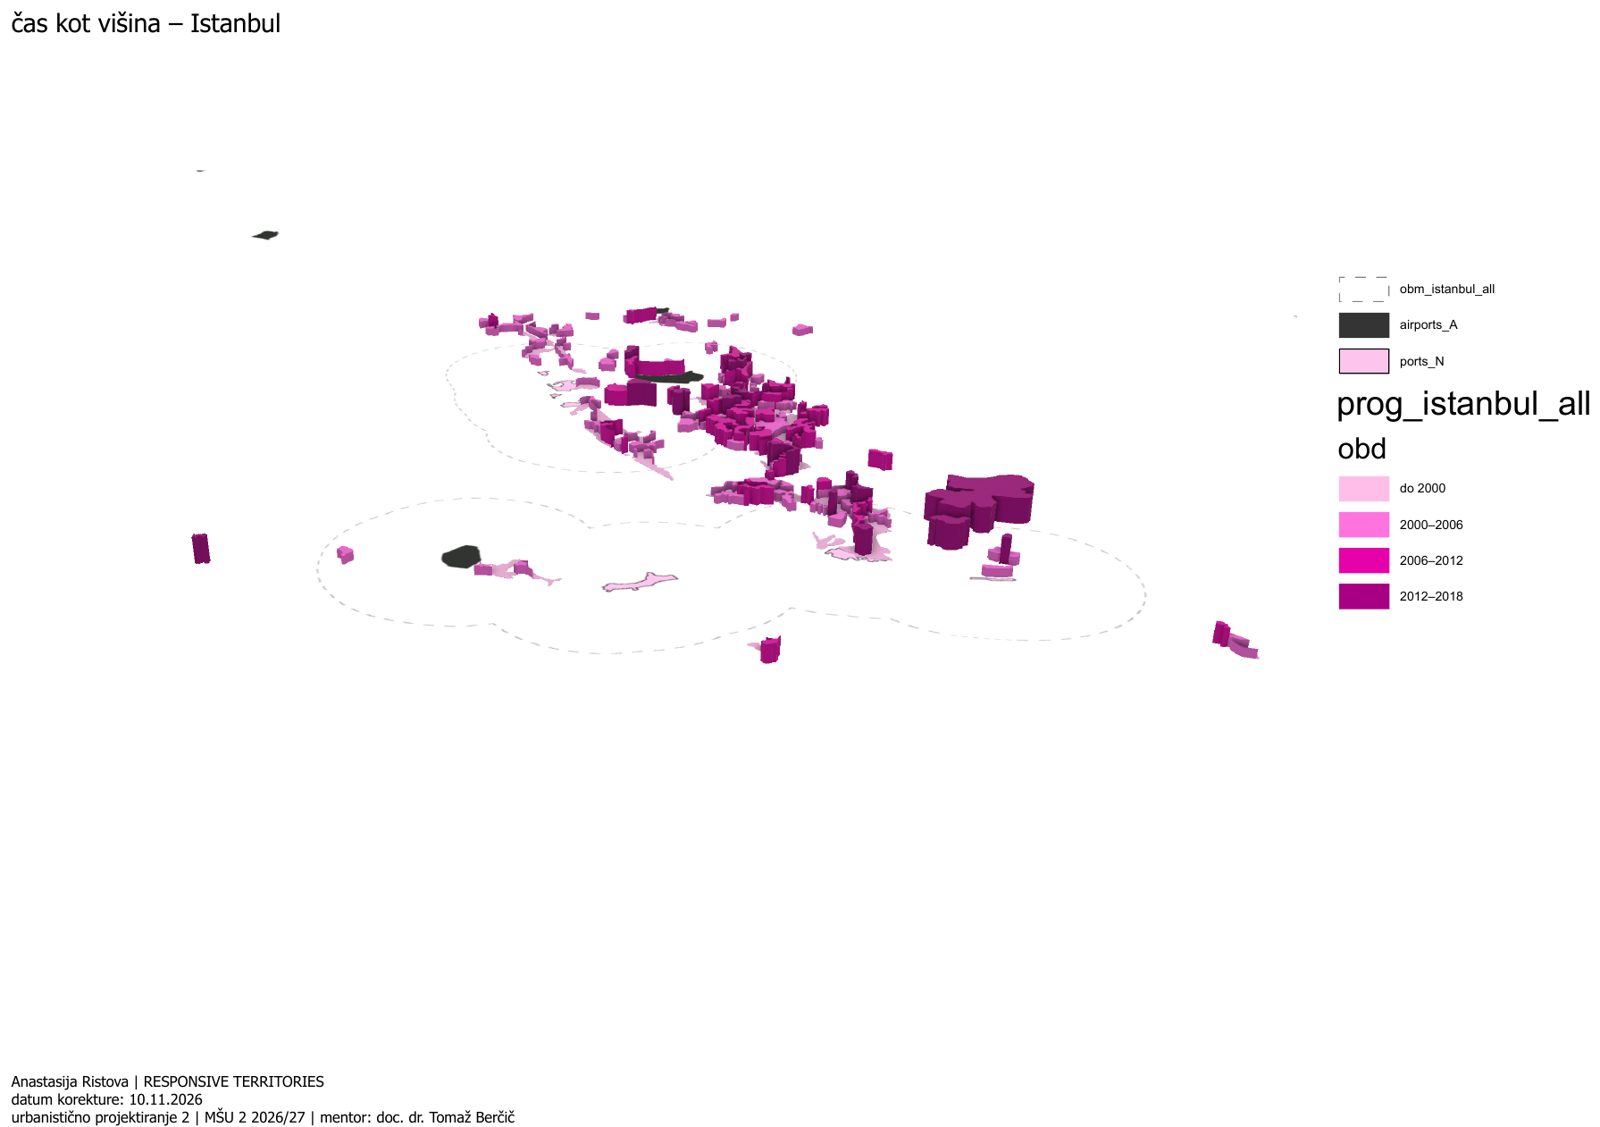 čas kot višina – Istanbul
obm_istanbul_all
airports_A
ports_N
prog_istanbul_all
obd
do 2000
2000–2006
2006–2012
2012–2018
Anastasija Ristova | RESPONSIVE TERRITORIES
datum korekture: 10.11.2026
urbanistično projektiranje 2 | MŠU 2 2026/27 | mentor: doc. dr. Tomaž Berčič